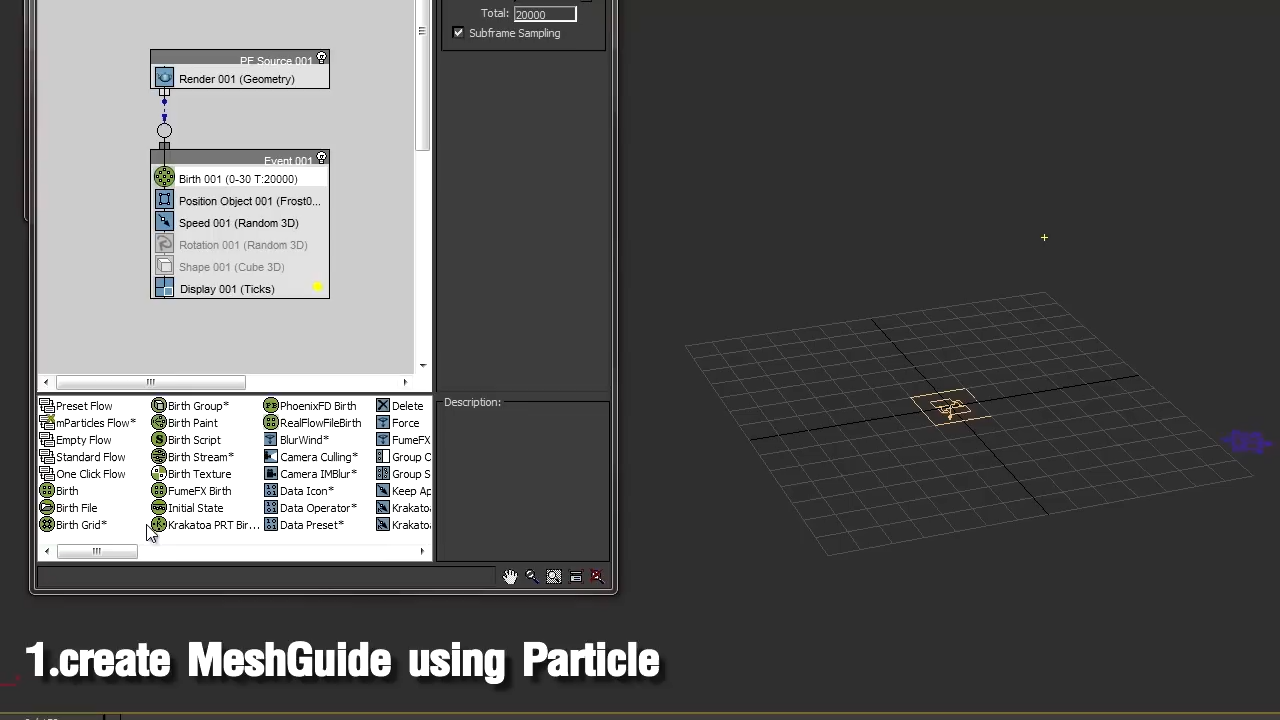 Total: 20000
Subframe Sampling
PF Source 001
Render 001 (Geometry)
Event 001
Birth 001 (0-30 T:20000)
Position Object 001 (Frost0...
Speed 001 (Random 3D)
Rotation 001 (Random 3D)
Shape 001 (Cube 3D)
Display 001 (Ticks)
Preset Flow
mParticles Flow*
Empty Flow
Standard Flow
One Click Flow
Birth
Birth File
Birth Grid*
Birth Group*
Birth Paint
Birth Script
Birth Stream*
Birth Texture
FumeFX Birth
Initial State
Krakatoa PRT Bir...
PhoenixFD Birth
RealFlowFileBirth
BlurWind*
Camera Culling*
Camera IMBlur*
Data Icon*
Data Operator*
Data Preset*
Delete
Force
FumeFX
Group C
Group S
Keep Ap
Krakato
Krakato
Description:
1.create MeshGuide using Particle